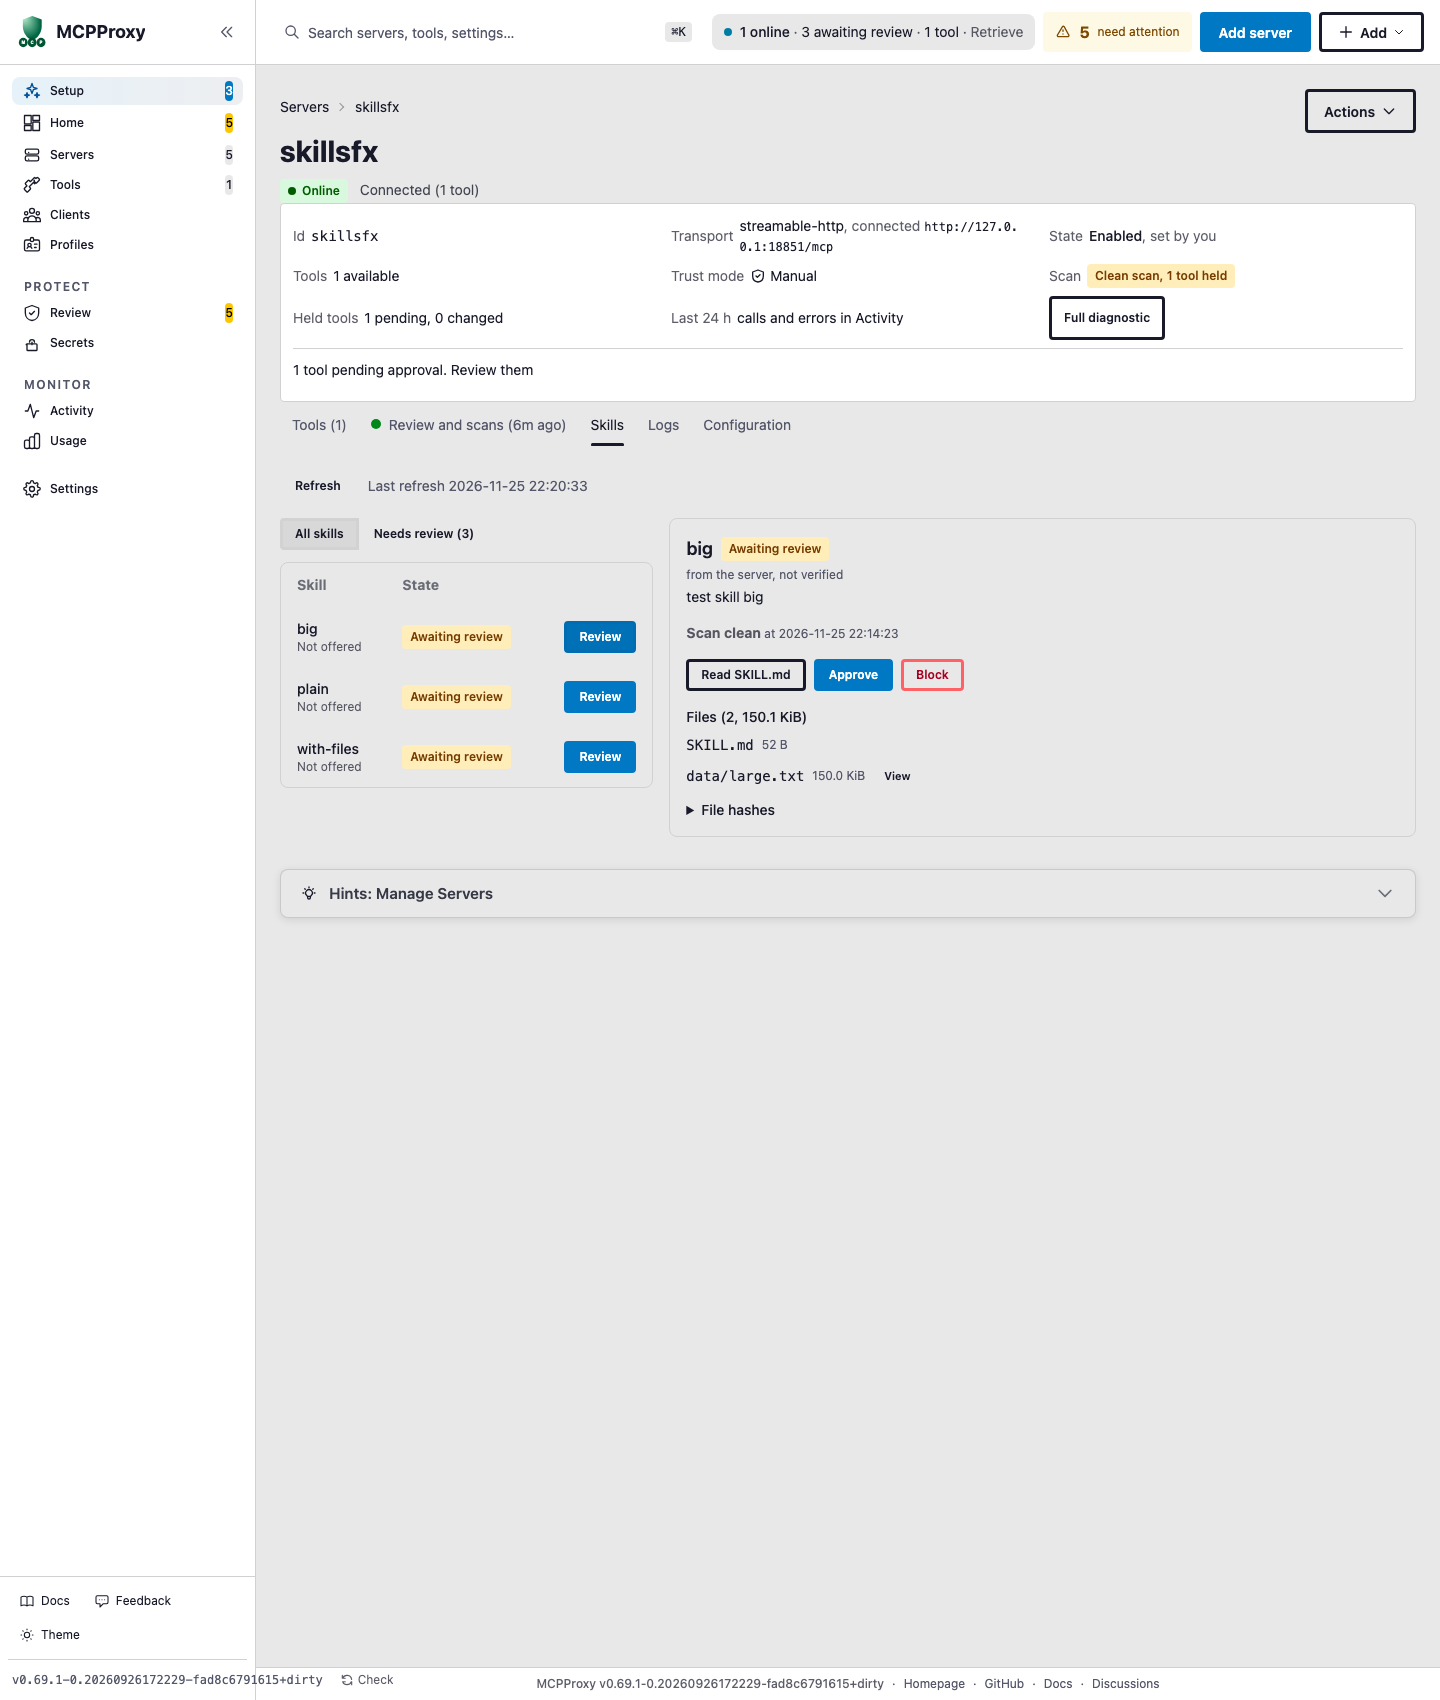 MCPProxy
Search servers, tools, settings...
⌘K
1 online · 3 awaiting review · 1 tool · Retrieve
5 need attention
Add server
Add
Setup 3
Home 5
Servers 5
Tools 1
Clients
Profiles
PROTECT
Review 5
Secrets
MONITOR
Activity
Usage
Settings
Servers > skillsfx
Actions
skillsfx
Online Connected (1 tool)
Id skillsfx
Transport streamable-http, connected http://127.0.
0.1:18851/mcp
State Enabled, set by you
Tools 1 available
Trust mode Manual
Scan Clean scan, 1 tool held
Held tools 1 pending, 0 changed
Last 24 h calls and errors in Activity
Full diagnostic
1 tool pending approval. Review them
Tools (1) Review and scans (6m ago) Skills Logs Configuration
Refresh Last refresh 2026-11-25 22:20:33
All skills Needs review (3)
Skill State
big
Not offered
Awaiting review Review
plain
Not offered
Awaiting review Review
with-files
Not offered
Awaiting review Review
big Awaiting review
from the server, not verified
test skill big
Scan clean at 2026-11-25 22:14:23
Read SKILL.md Approve Block
Files (2, 150.1 KiB)
SKILL.md 52 B
data/large.txt 150.0 KiB View
File hashes
Hints: Manage Servers
Docs Feedback
Theme
v0.69.1-0.20260926172229-fad8c6791615+dirty Check
MCPProxy v0.69.1-0.20260926172229-fad8c6791615+dirty · Homepage · GitHub · Docs · Discussions